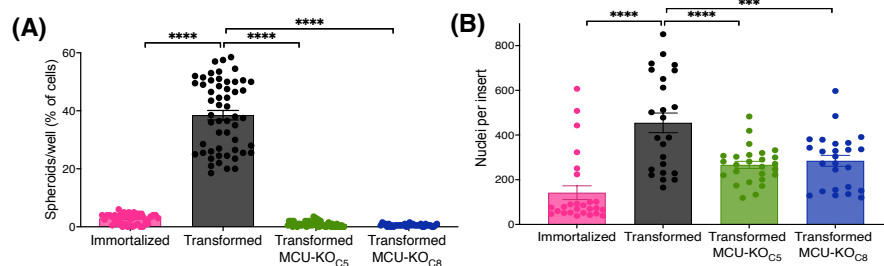 (A)
****
****
****
Spheroids/well (% of cells)
60
40
20
0
Immortalized
Transformed
Transformed
MCU-KOC5
Transformed
MCU-KOC8
(B)
***
****
****
Nuclei per insert
800
600
400
200
0
Immortalized
Transformed
Transformed
MCU-KOC5
Transformed
MCU-KOC8